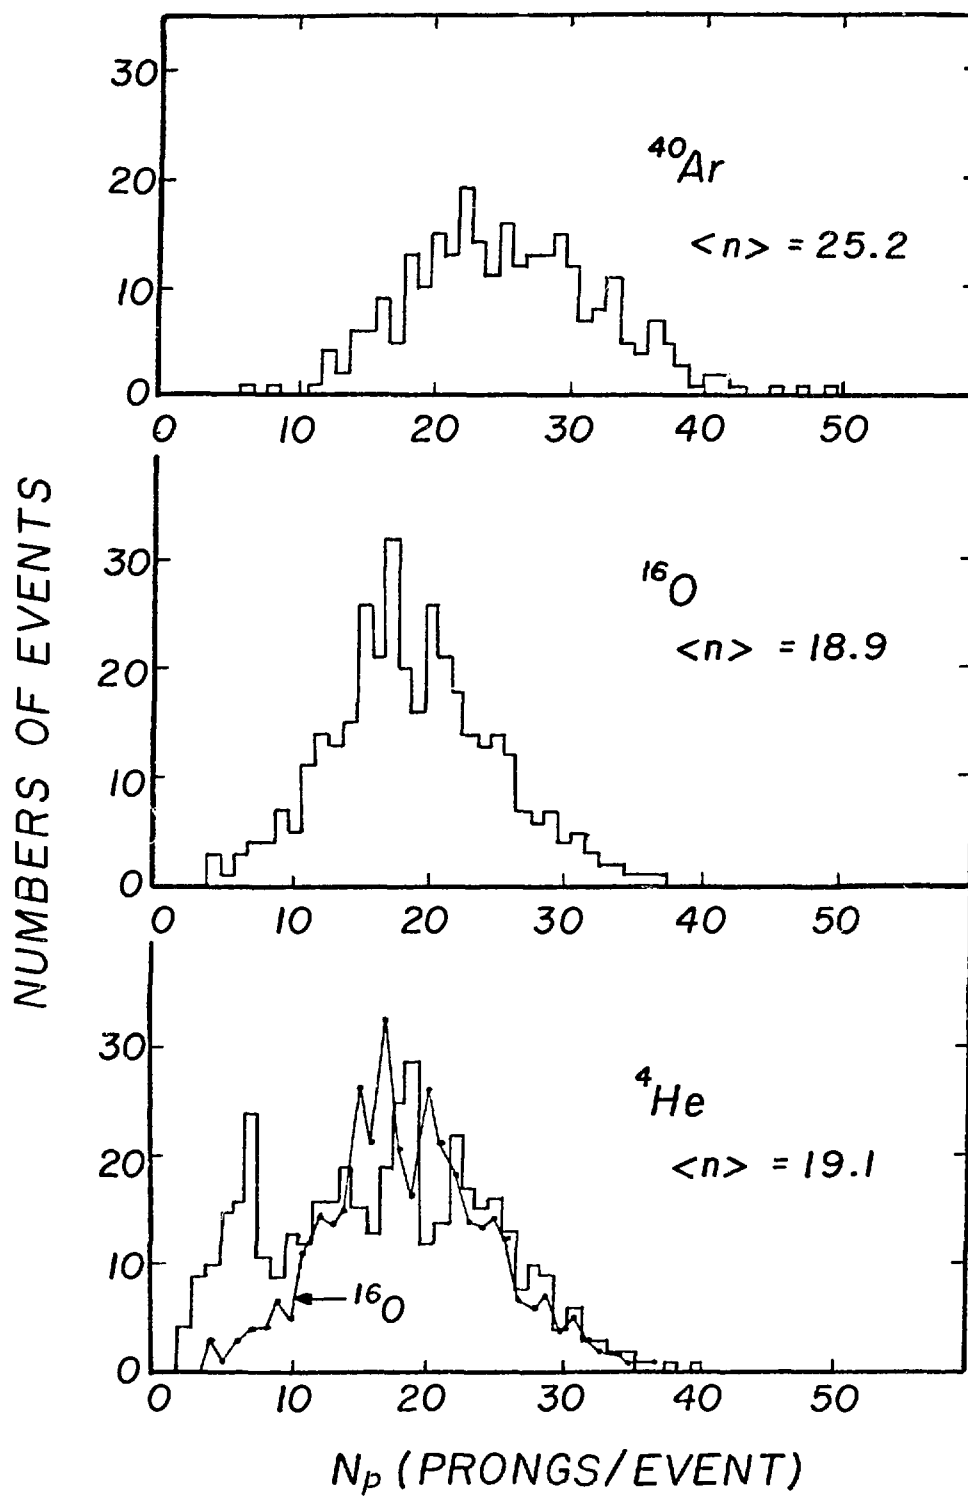 NUMBERS OF EVENTS
30
20
10
0
⁴⁰Ar
<n> = 25.2
0 10 20 30 40 50
30
20
10
0
¹⁶O
<n> = 18.9
0 10 20 30 40 50
30
20
10
0
⁴He
<n> = 19.1
¹⁶O
0 10 20 30 40 50
Nₚ (PRONGS/EVENT)